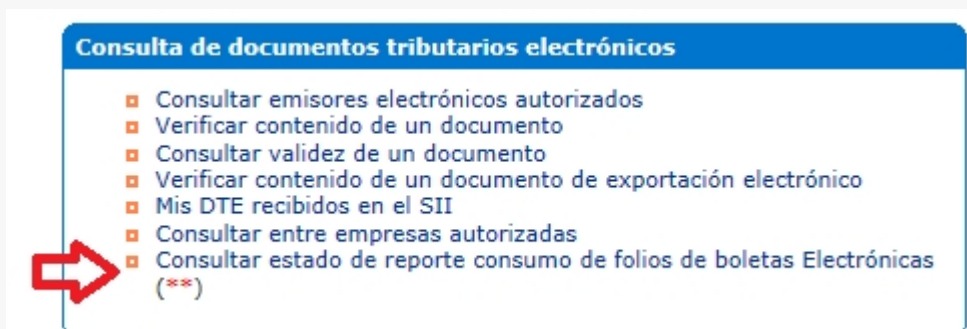 Consulta de documentos tributarios electrónicos
Consultar emisores electrónicos autorizados
Verificar contenido de un documento
Consultar validez de un documento
Verificar contenido de un documento de exportación electrónico
Mis DTE recibidos en el SII
Consultar entre empresas autorizadas
Consultar estado de reporte consumo de folios de boletas Electrónicas
(**)